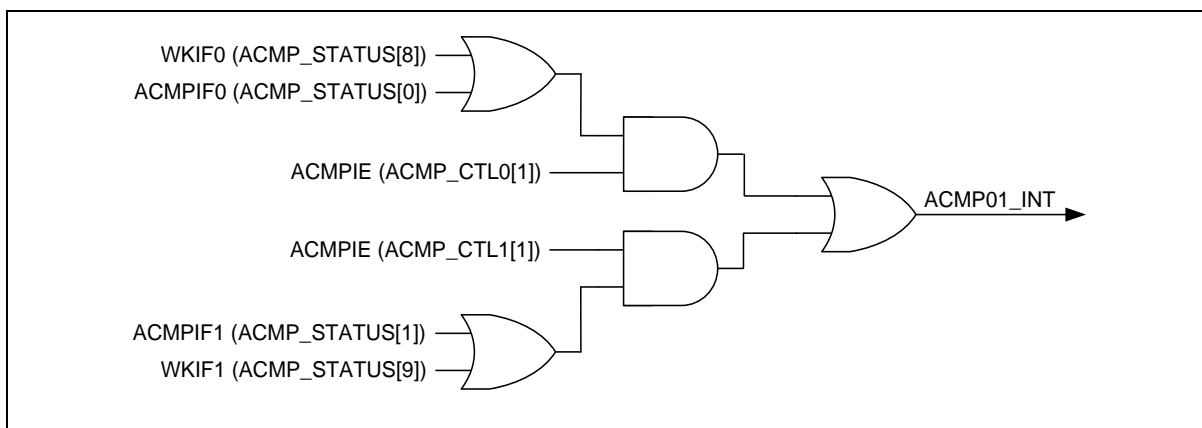 WKIF0 (ACMP_STATUS[8])
ACMPIF0 (ACMP_STATUS[0])
ACMPIE (ACMP_CTL0[1])
ACMP01_INT
ACMPIE (ACMP_CTL1[1])
ACMPIF1 (ACMP_STATUS[1])
WKIF1 (ACMP_STATUS[9])